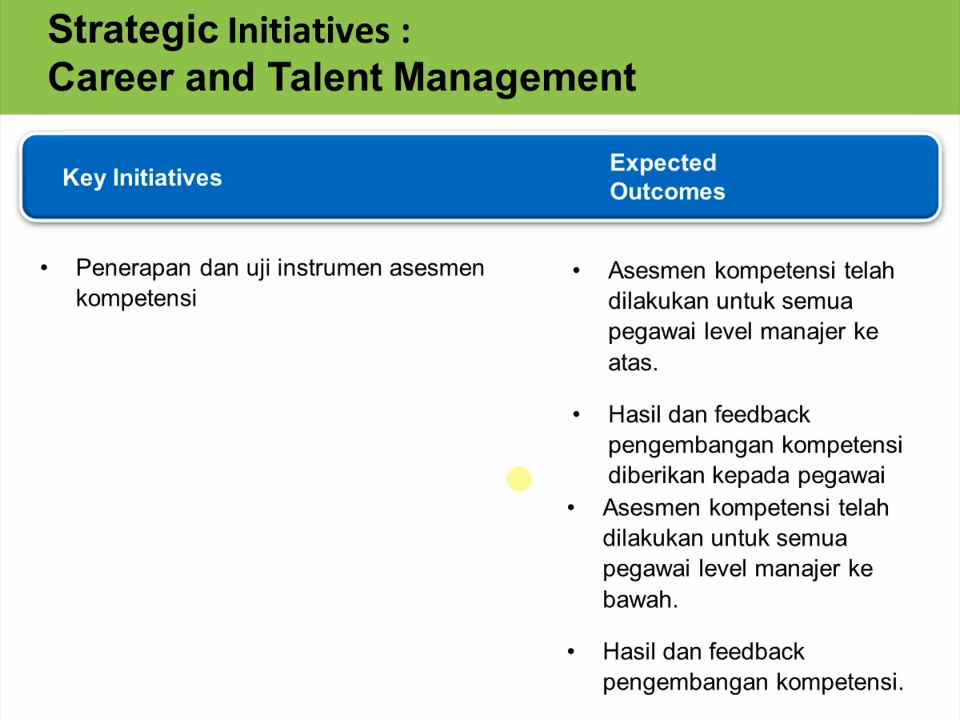 Strategic Initiatives :
Career and Talent Management
Key Initiatives
Expected
Outcomes
• Penerapan dan uji instrumen asesmen
kompetensi
• Asesmen kompetensi telah
dilakukan untuk semua
pegawai level manajer ke
atas.
• Hasil dan feedback
pengembangan kompetensi
diberikan kepada pegawai
• Asesmen kompetensi telah
dilakukan untuk semua
pegawai level manajer ke
bawah.
• Hasil dan feedback
pengembangan kompetensi.